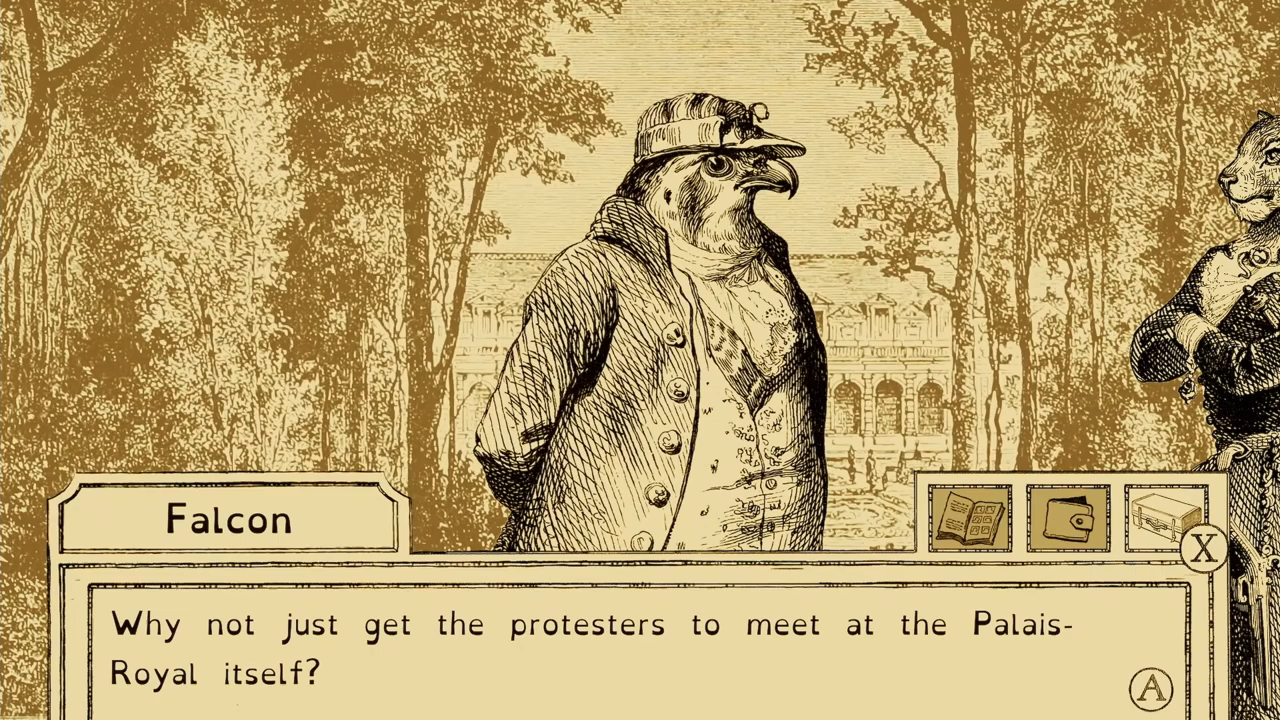 Falcon
X
Why not just get the protesters to meet at the Palais-
Royal itself?
A